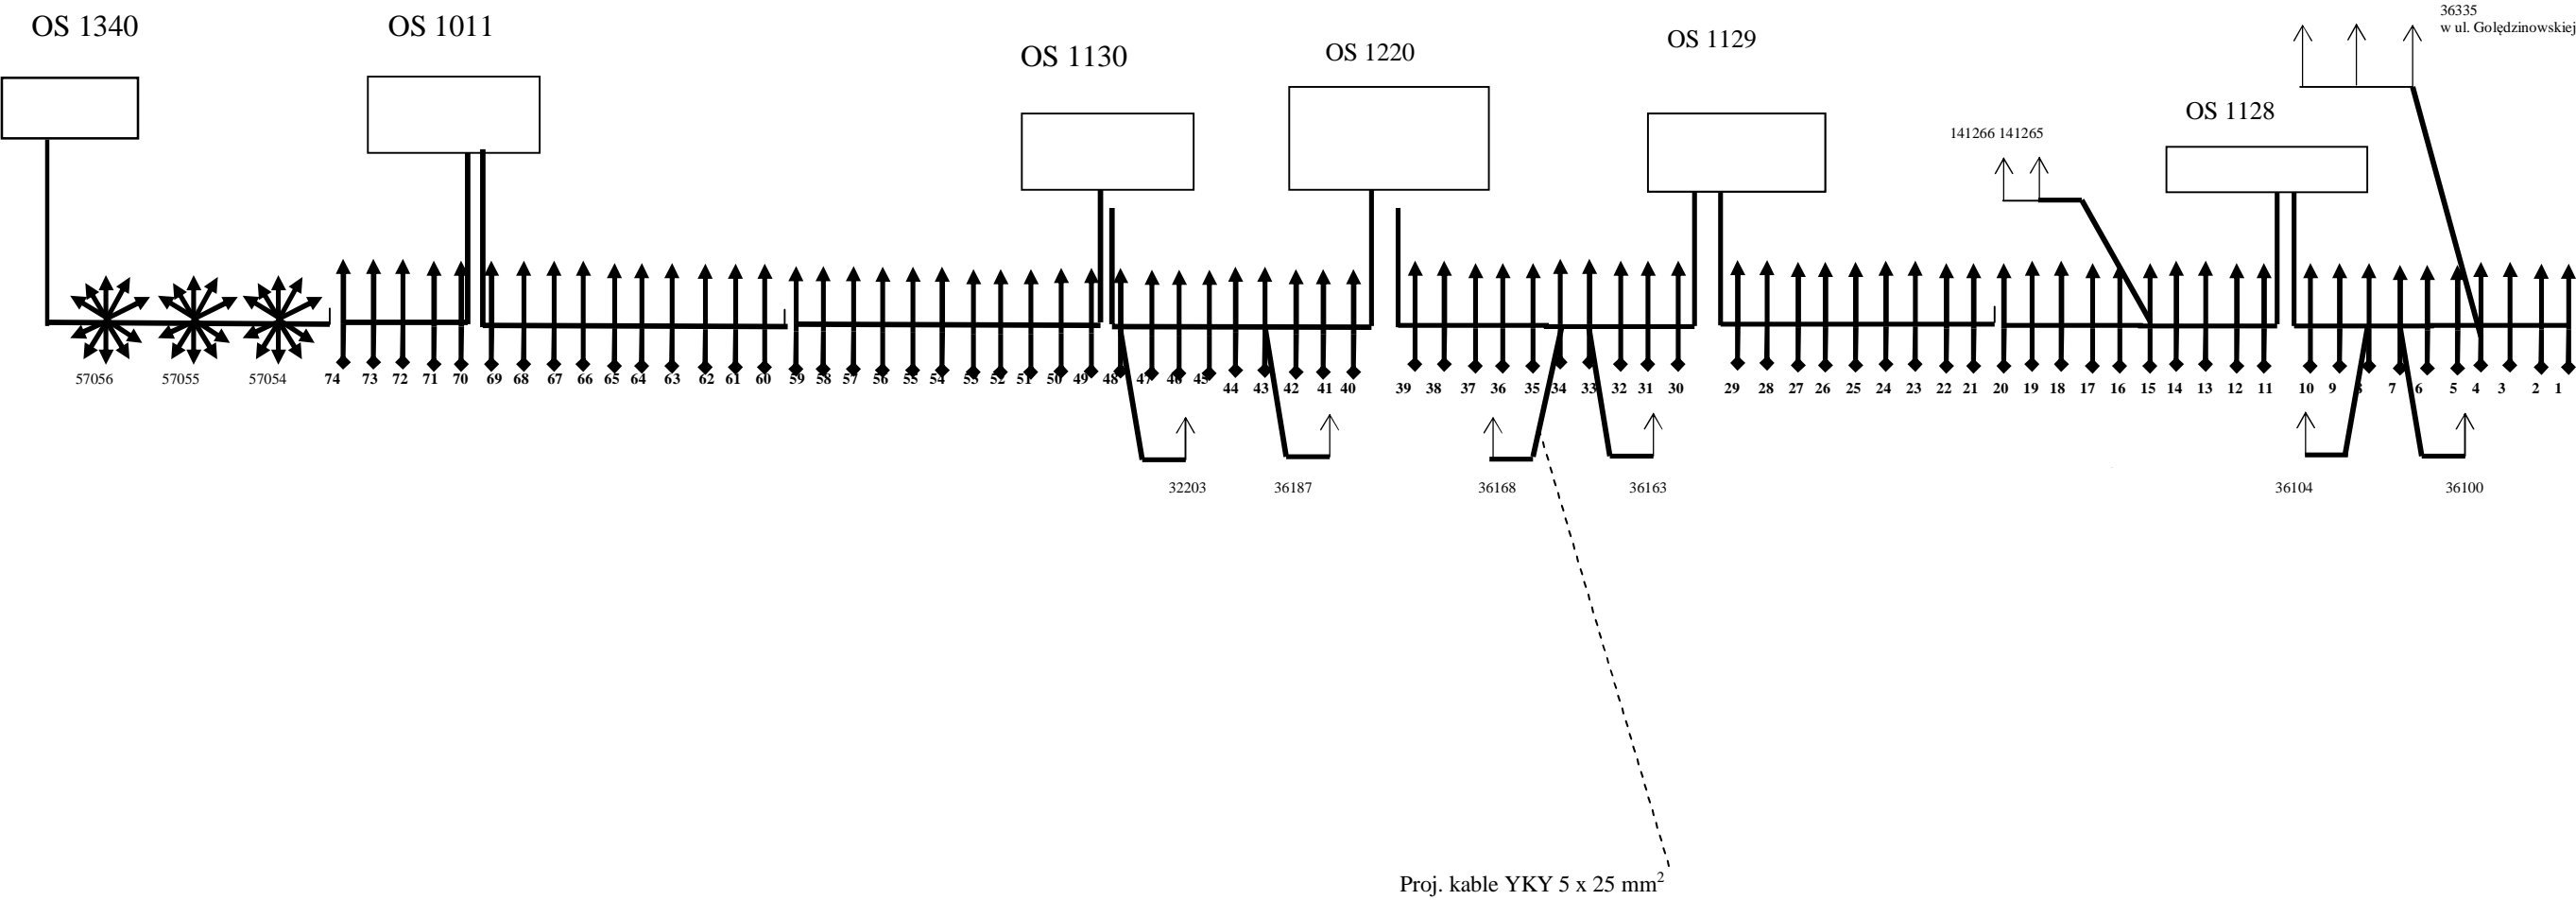 36335
w ul. Golędzinowskiej
OS 1340
OS 1011
OS 1130
OS 1220
OS 1129
OS 1128
141266 141265
57056 57055 57054 74 73 72 71 70 69 68 67 66 65 64 63 62 61 60 59 58 57 56 55 54 53 52 51 50 49 48 47 46 45 44 43 42 41 40 39 38 37 36 35 34 33 32 31 30 29 28 27 26 25 24 23 22 21 20 19 18 17 16 15 14 13 12 11 10 9 8 7 6 5 4 3 2 1
32203 36187 36168 36163 36104 36100
Proj. kable YKY 5 x 25 mm²